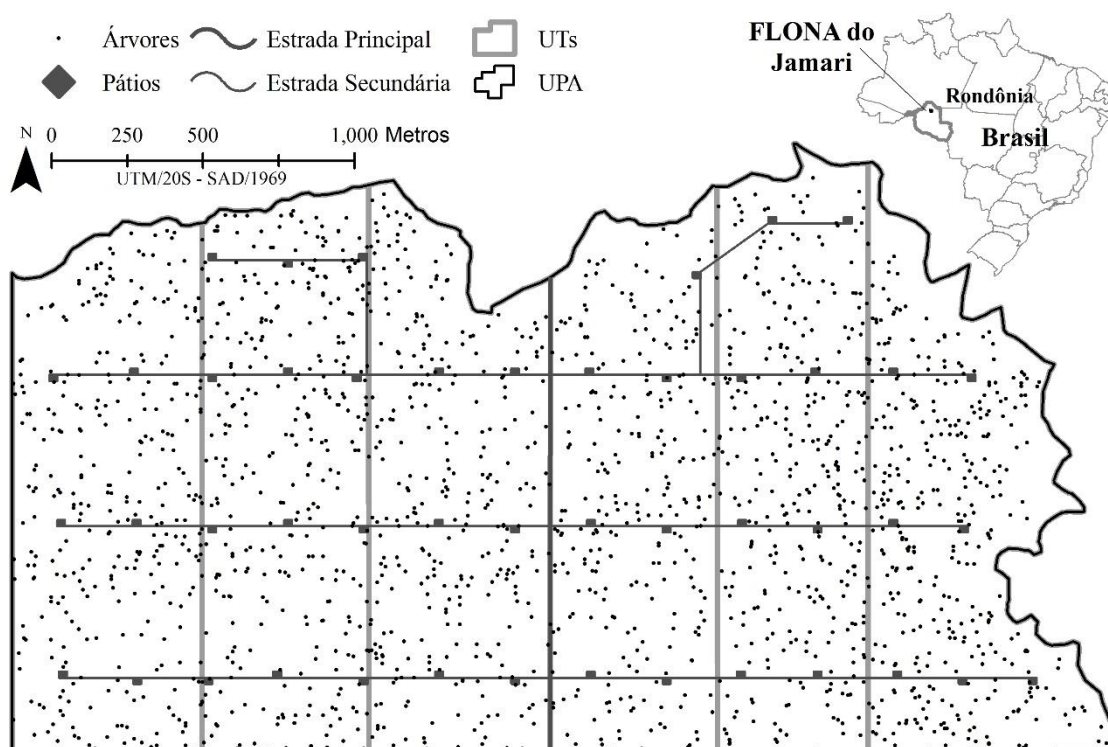 Árvores
Estrada Principal
UTs
Pátios
Estrada Secundária
UPA
N
0 250 500 1,000 Metros
UTM/20S - SAD/1969
FLONA do
Jamari
Rondônia
Brasil